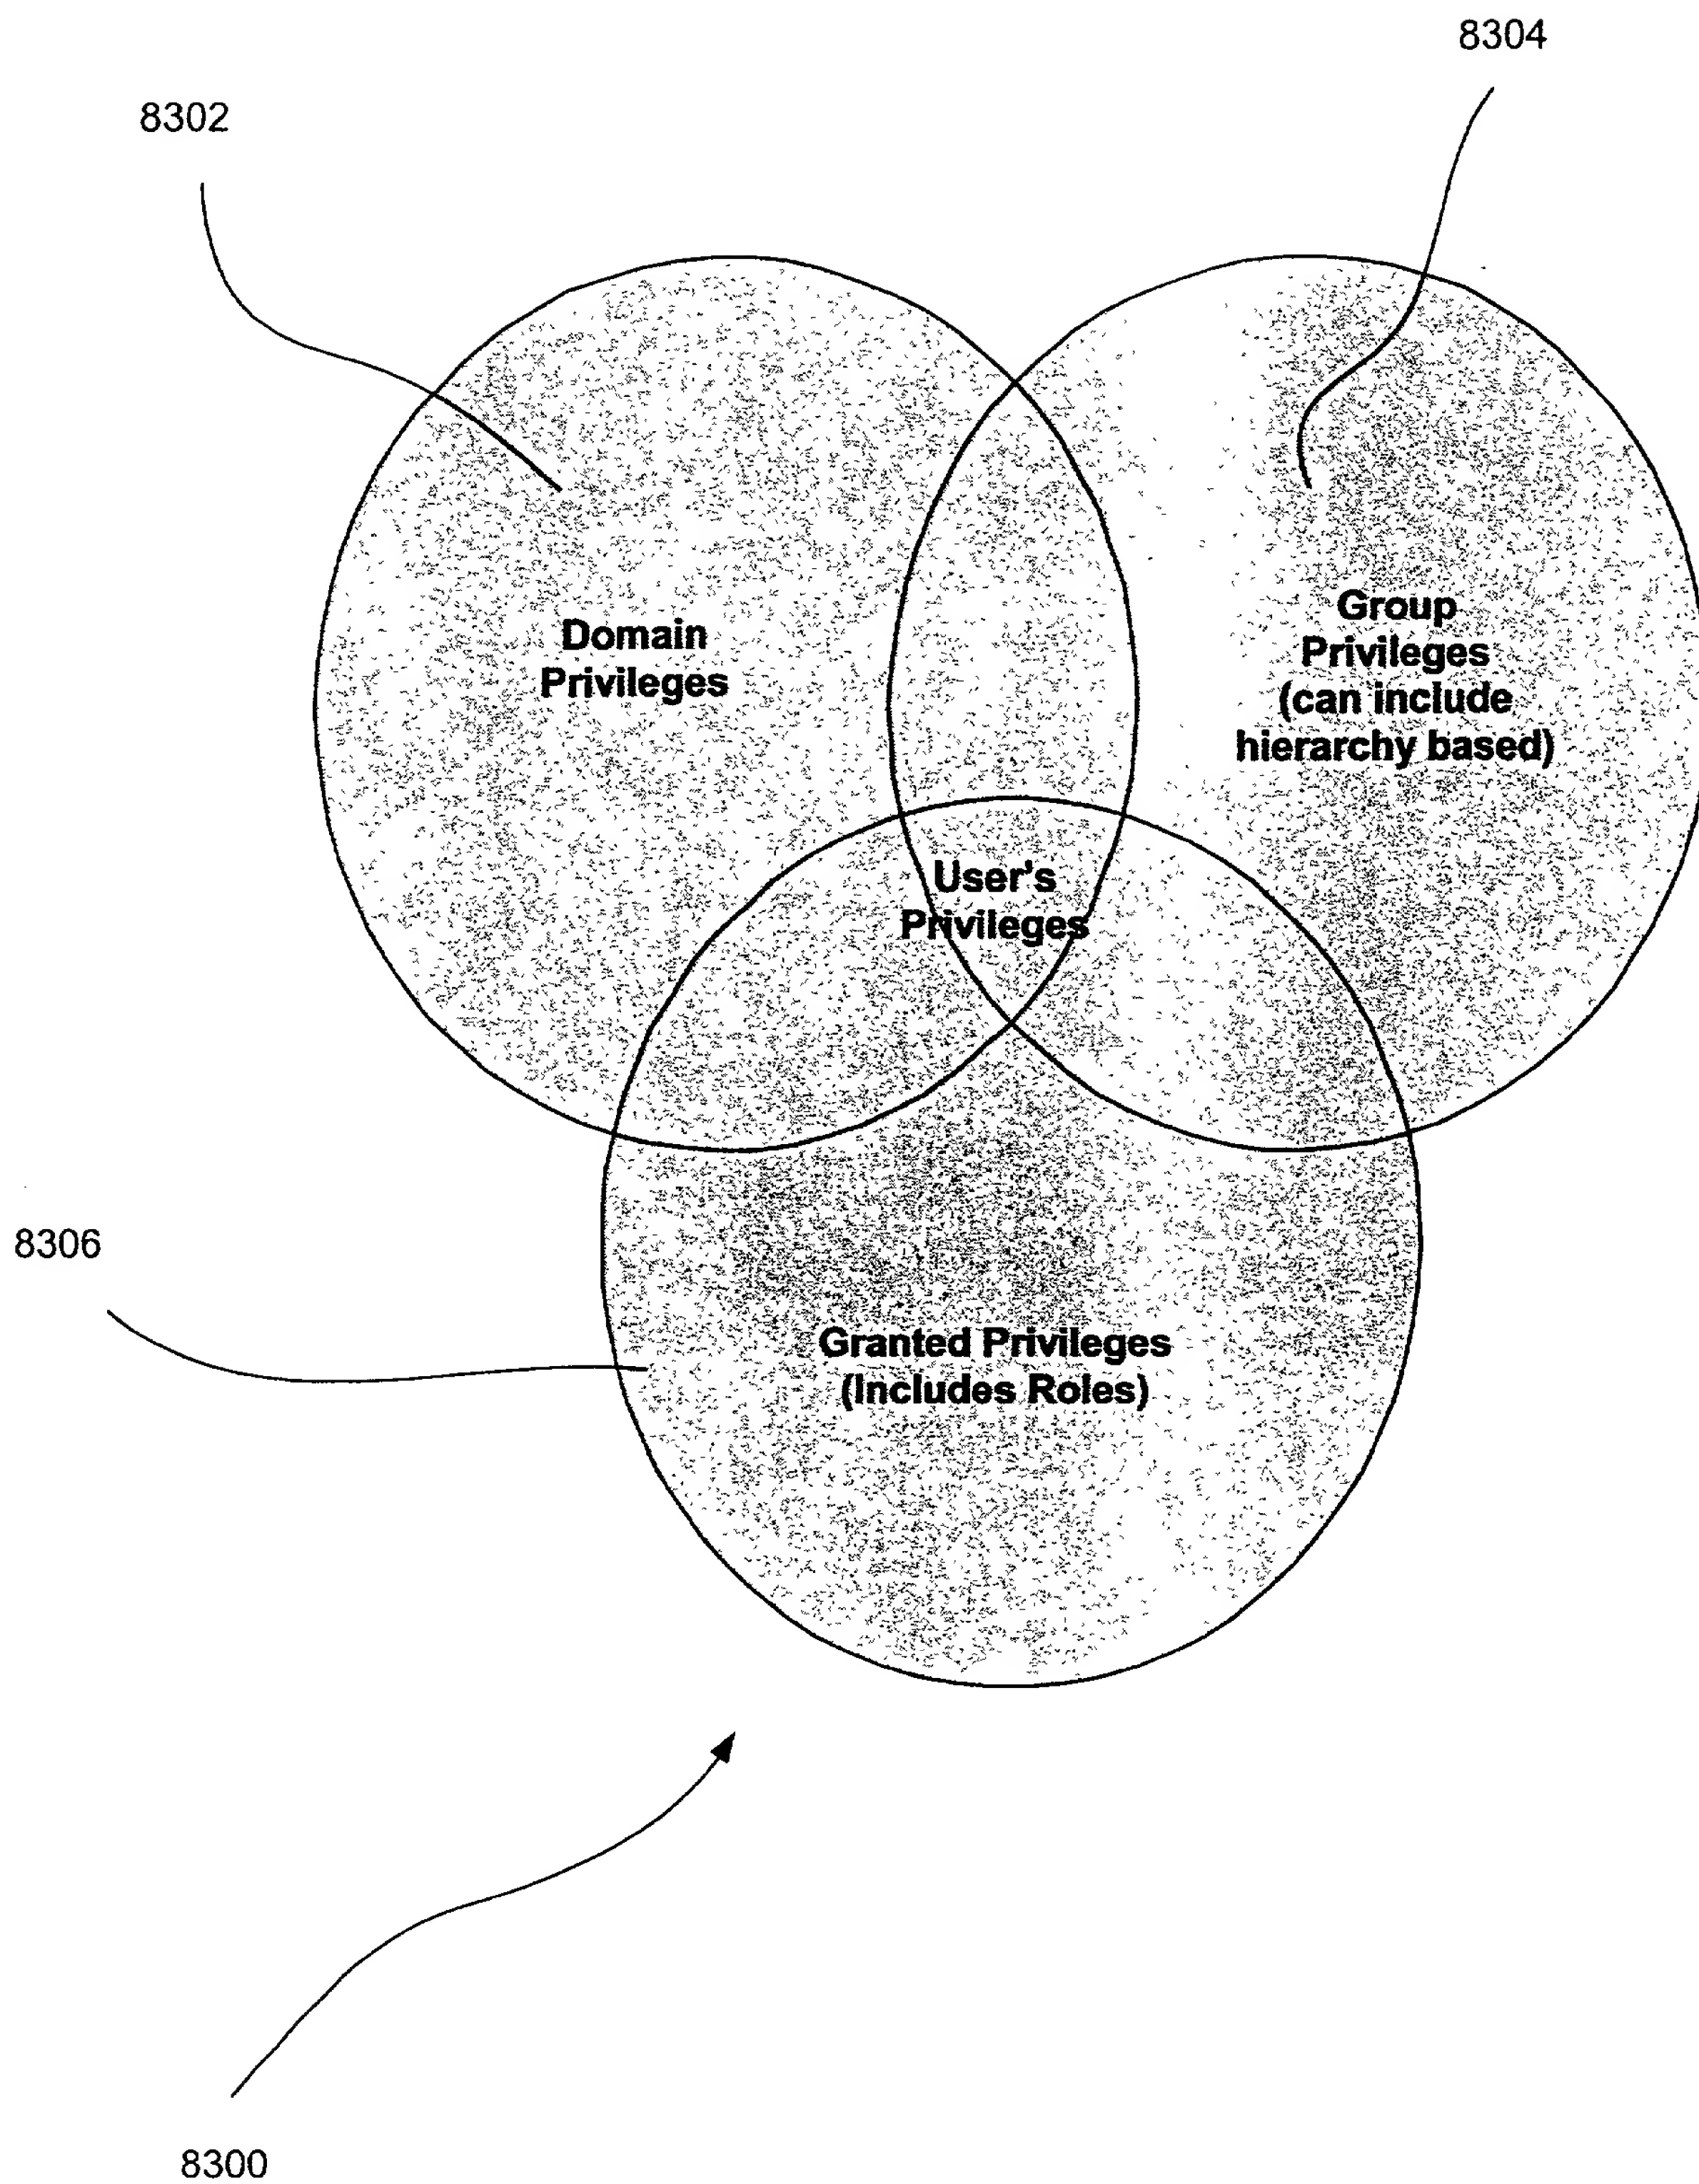 8304
8302
Domain
Privileges
Group
Privileges
(can include
hierarchy based)
User's
Privileges
8306
Granted Privileges
(Includes Roles)
8300